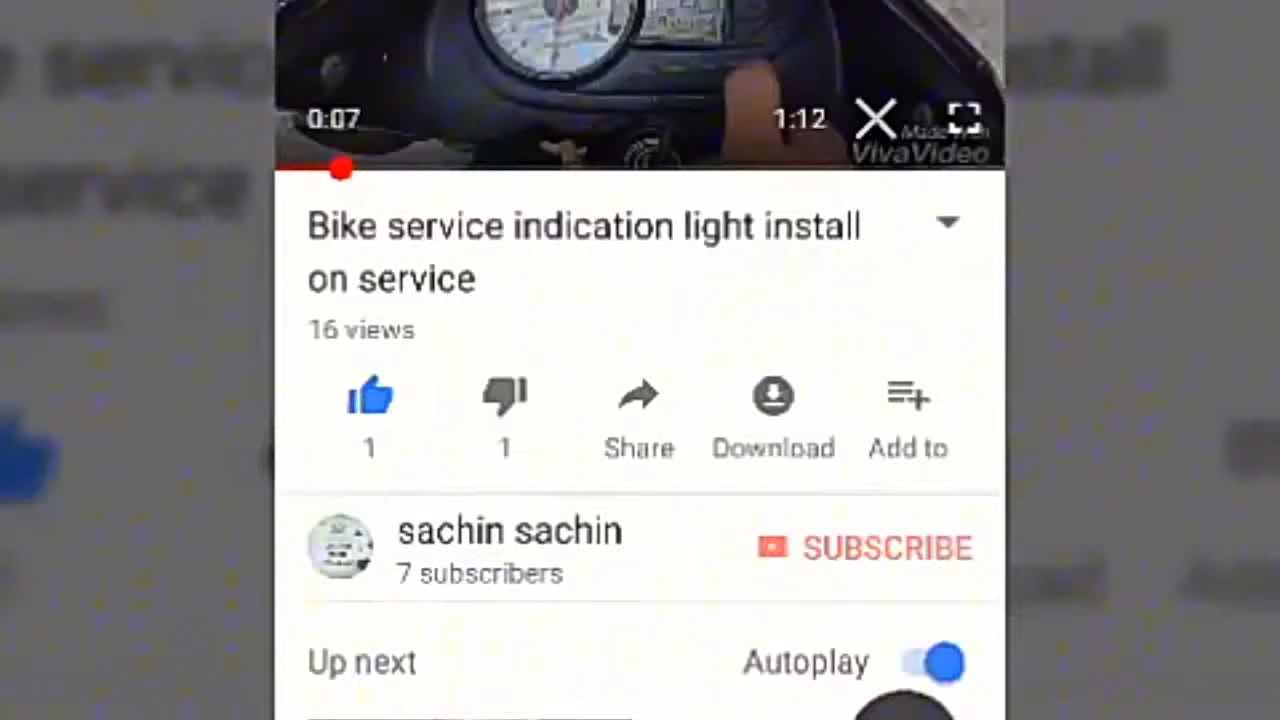 0:07
1:12
Made With
VivaVideo
Bike service indication light install
on service
16 views
1
1
Share
Download
Add to
sachin sachin
7 subscribers
SUBSCRIBE
Up next
Autoplay